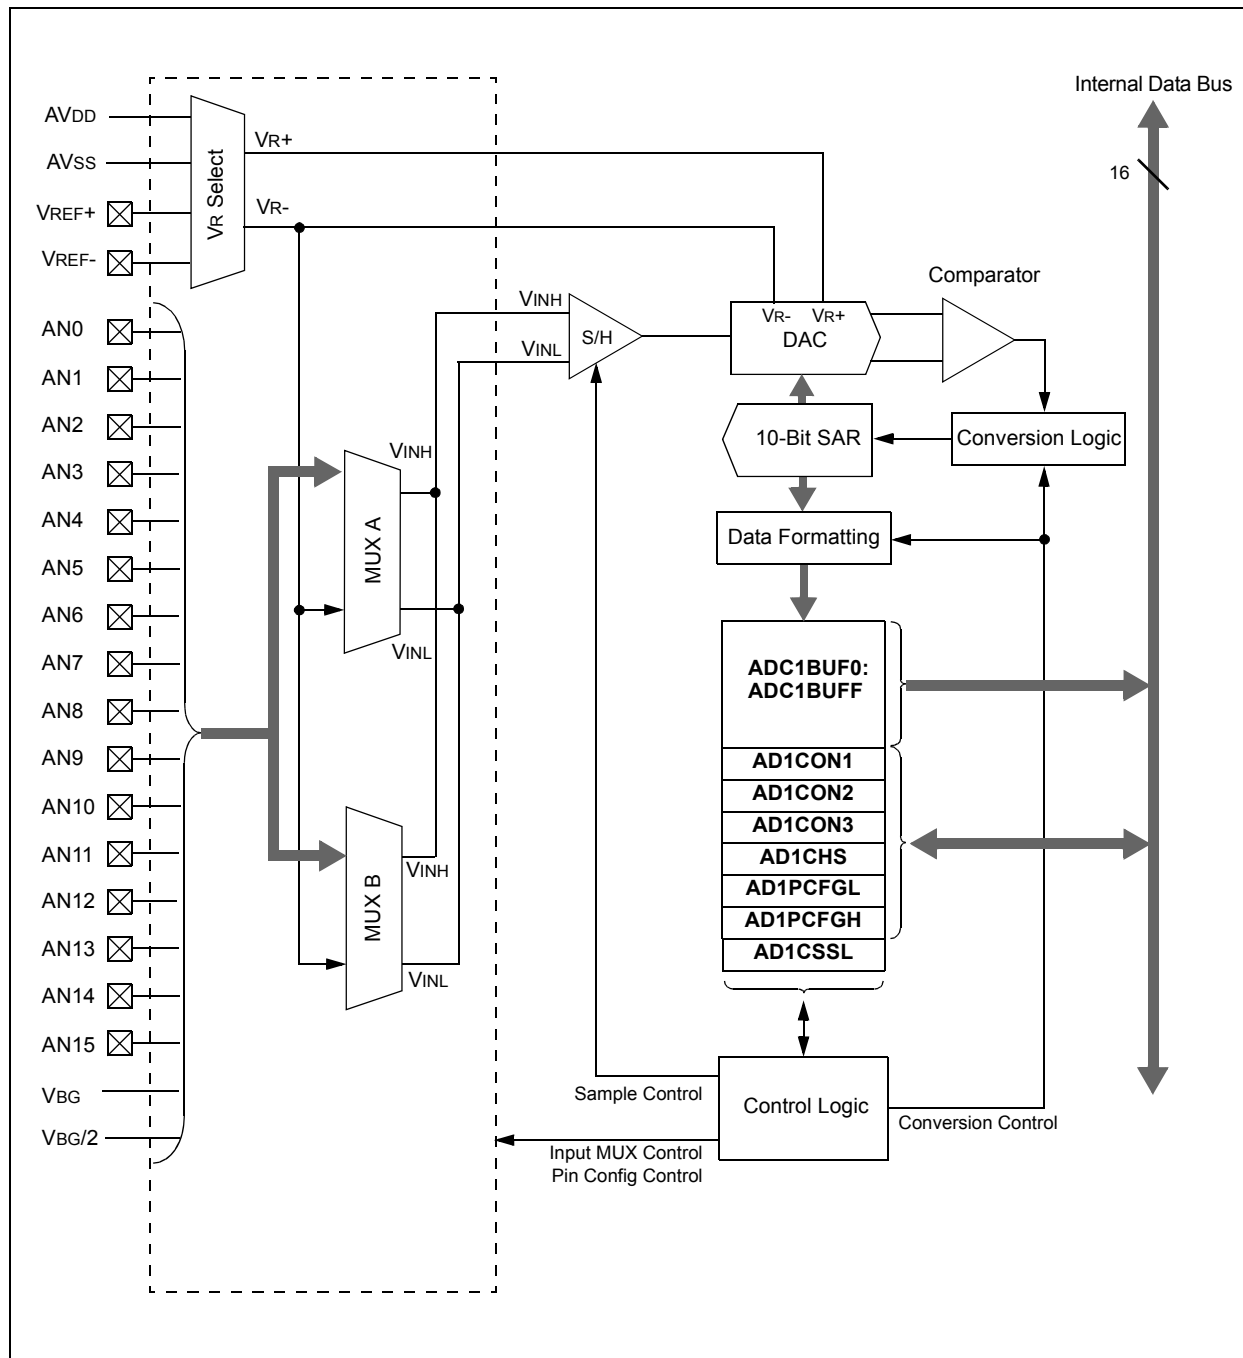 Internal Data Bus
16
AVDD
AVSS
VREF+
VREF-
VR Select
VR+
VR-
AN0
AN1
AN2
AN3
AN4
AN5
AN6
AN7
AN8
AN9
AN10
AN11
AN12
AN13
AN14
AN15
VBG
VBG/2
MUX A
VINH
VINL
MUX B
VINH
VINL
VINH
VINL
S/H
VR- VR+
DAC
Comparator
10-Bit SAR
Conversion Logic
Data Formatting
ADC1BUF0:
ADC1BUFF
AD1CON1
AD1CON2
AD1CON3
AD1CHS
AD1PCFGL
AD1PCFGH
AD1CSSL
Sample Control
Control Logic
Conversion Control
Input MUX Control
Pin Config Control